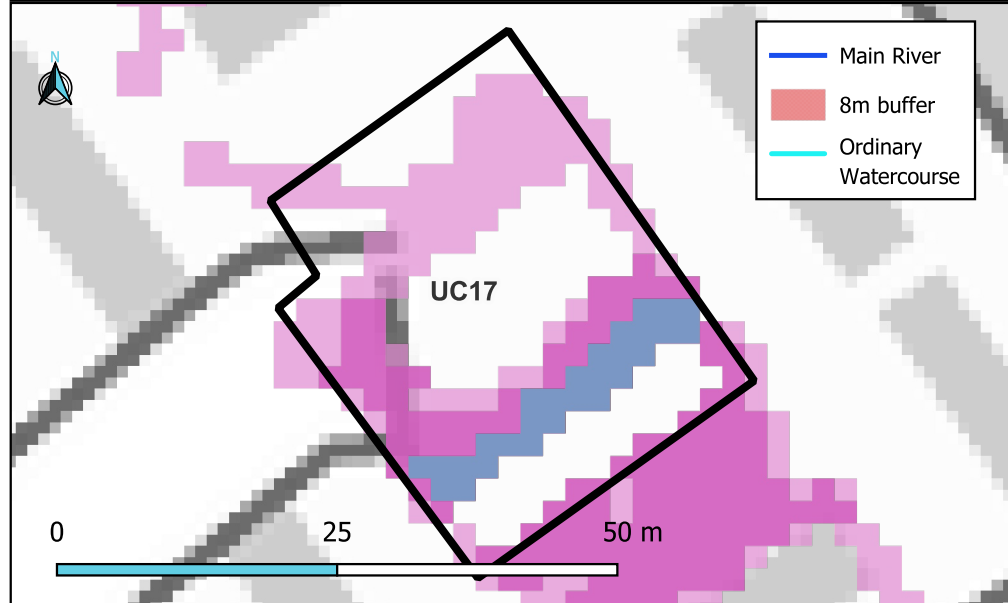 N
Main River
8m buffer
Ordinary
Watercourse
UC17
0 25 50 m